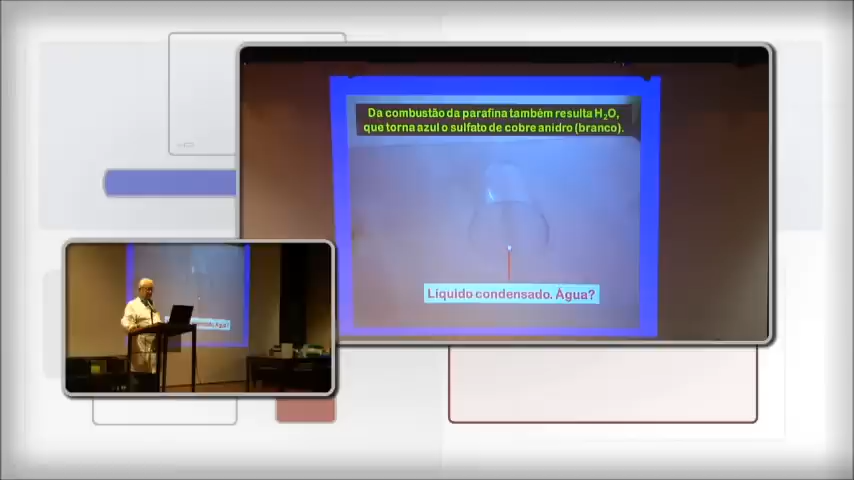 Da combustão da parafina também resulta H₂O,
que torna azul o sulfato de cobre anidro (branco).
Líquido condensado. Água?